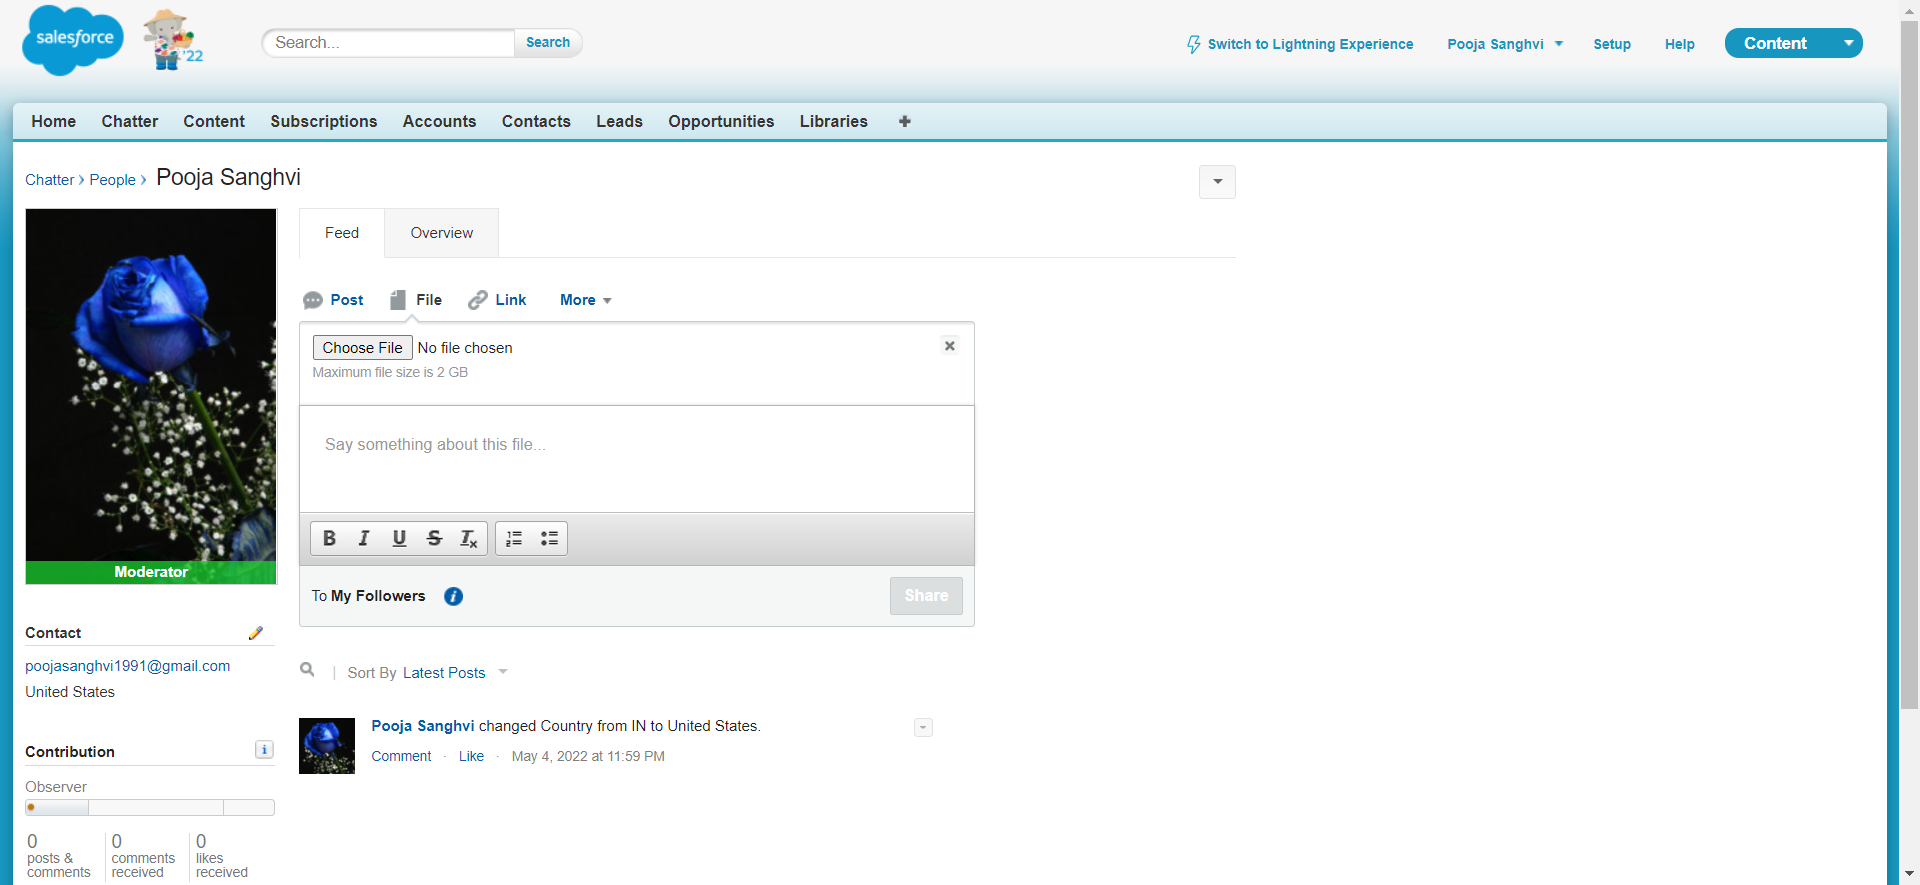 salesforce
'22
Search...
Search
Switch to Lightning Experience
Pooja Sanghvi
Setup
Help
Content
Home
Chatter
Content
Subscriptions
Accounts
Contacts
Leads
Opportunities
Libraries
Chatter › People › Pooja Sanghvi
Feed
Overview
Post
File
Link
More
Choose File No file chosen
Maximum file size is 2 GB
Say something about this file...
To My Followers
Share
Moderator
Contact
poojasanghvi1991@gmail.com
United States
Contribution
Observer
0
posts &
comments
0
comments
received
0
likes
received
Sort By Latest Posts
Pooja Sanghvi changed Country from IN to United States.
Comment · Like · May 4, 2022 at 11:59 PM